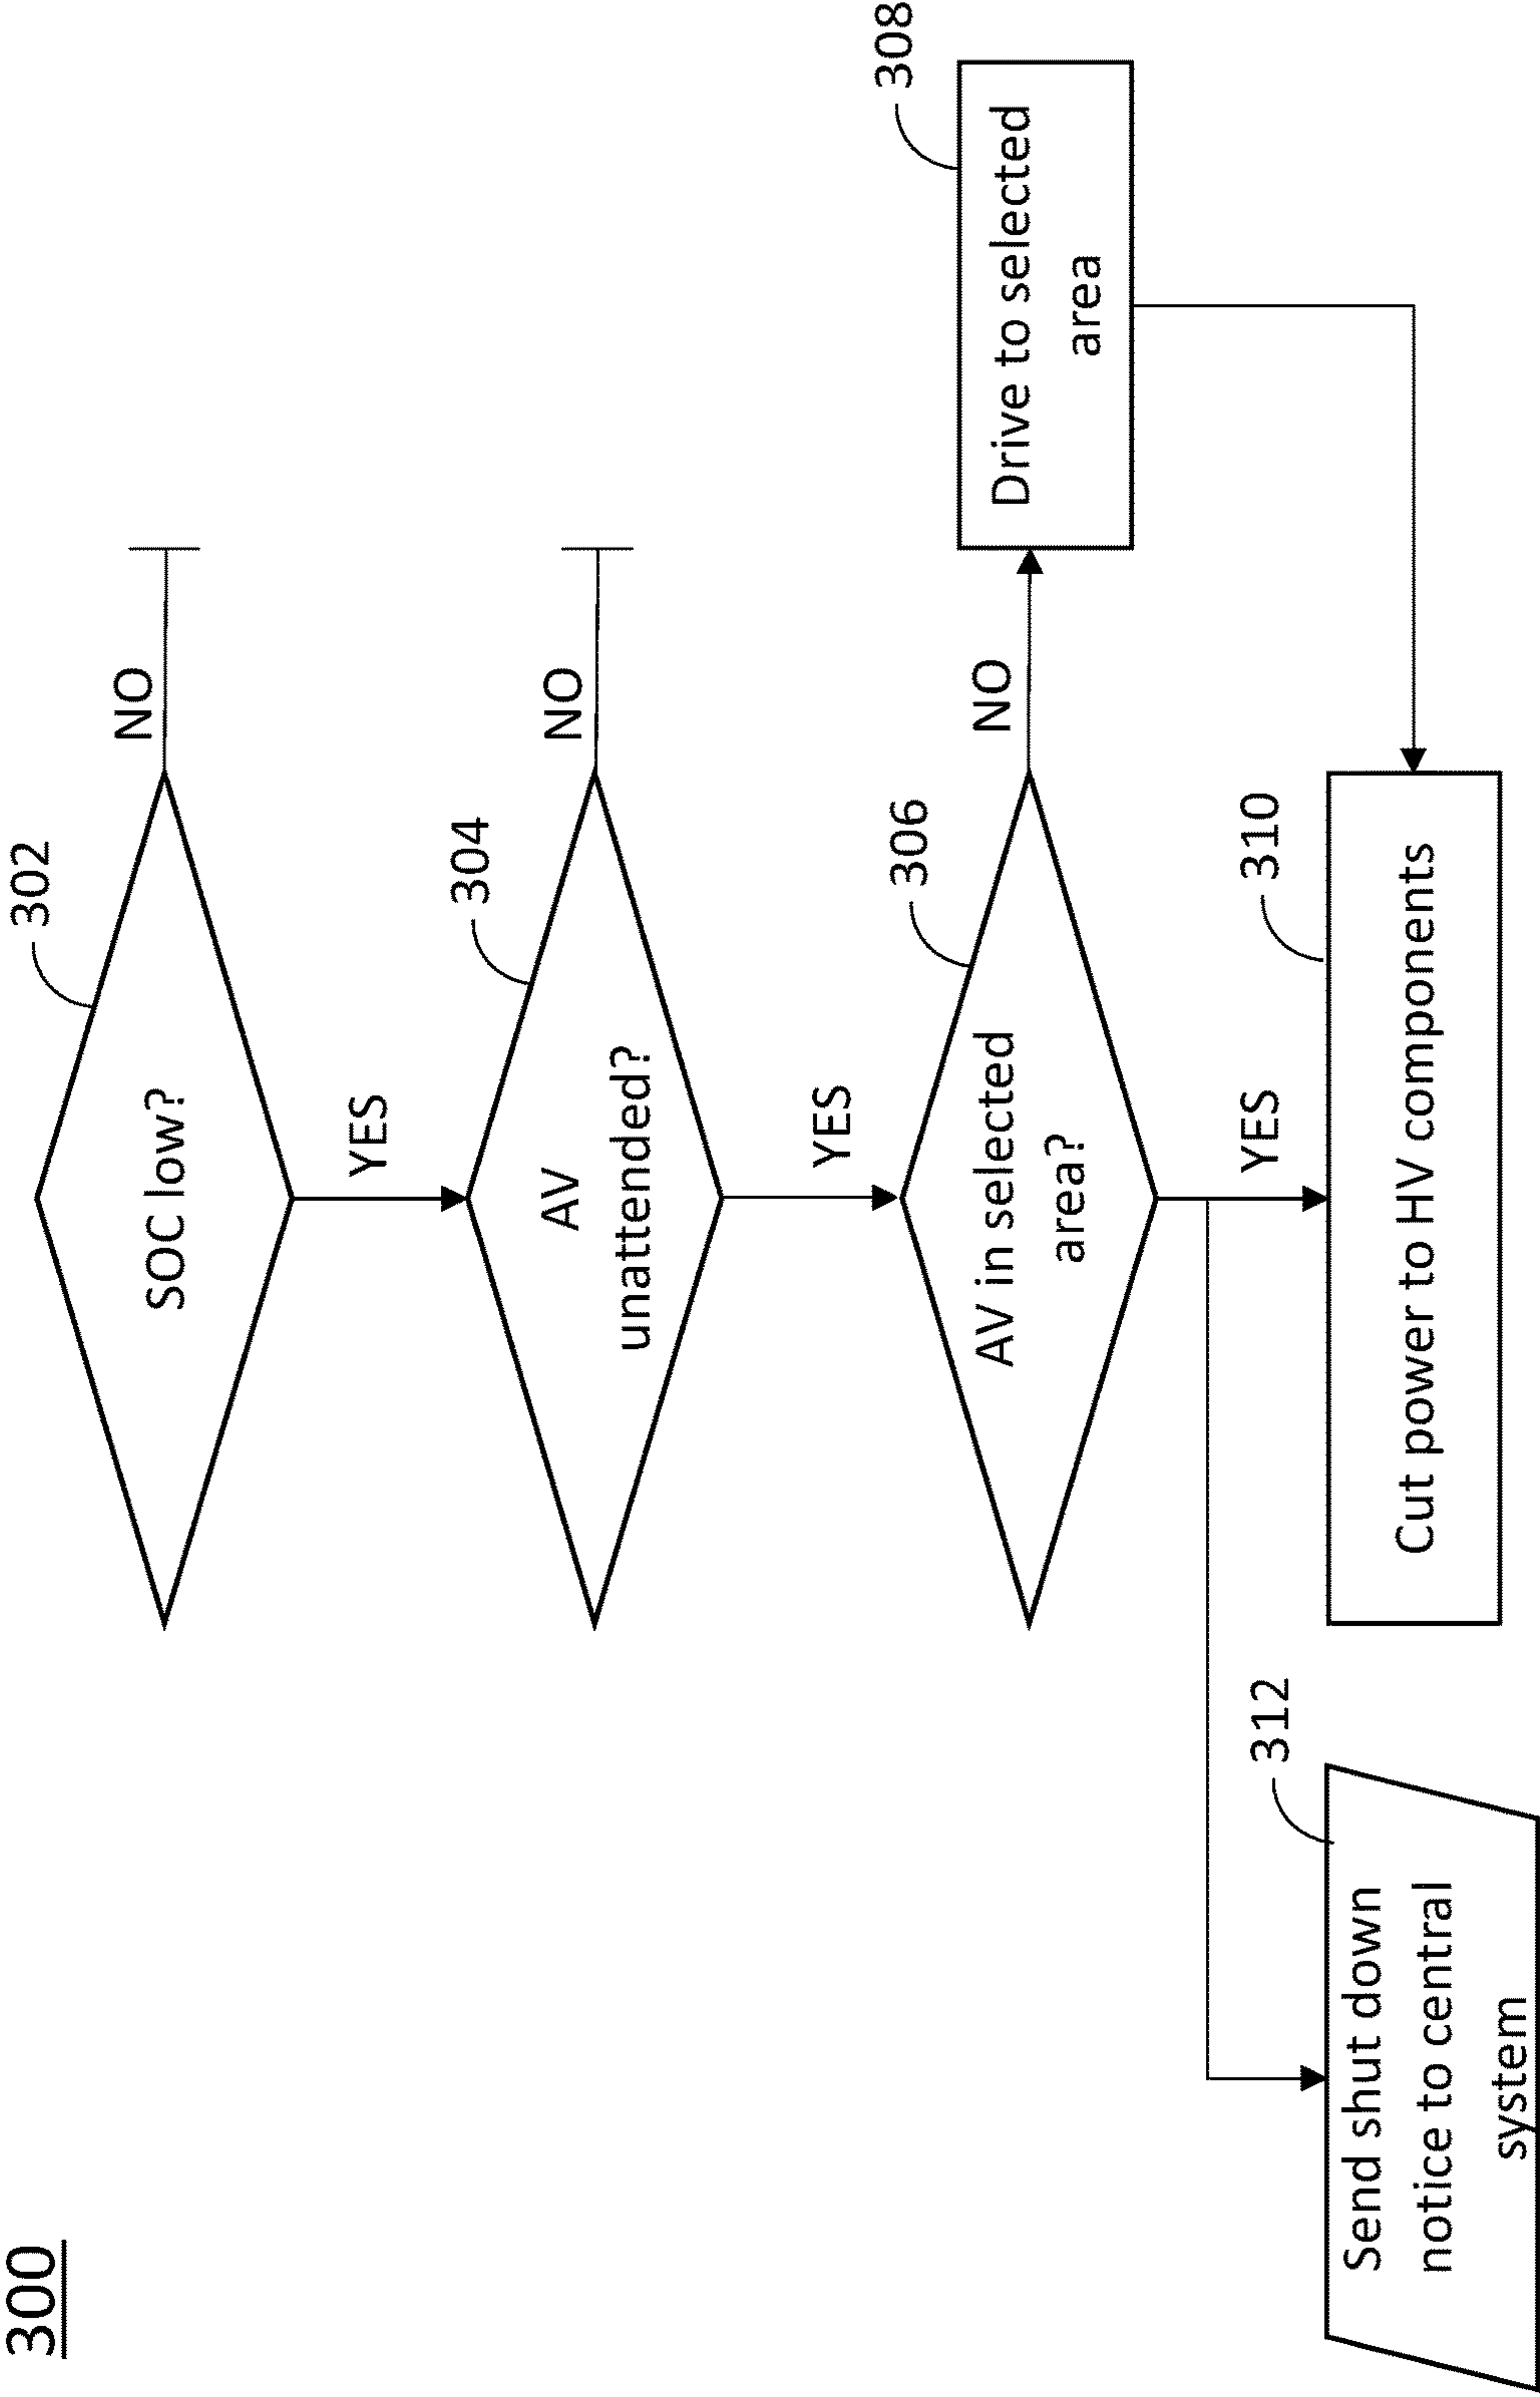 300
302
SOC low?
NO
YES
304
AV
unattended?
NO
YES
306
AV in selected
area?
NO
308
Drive to selected
area
YES
310
Cut power to HV components
312
Send shut down
notice to central
system